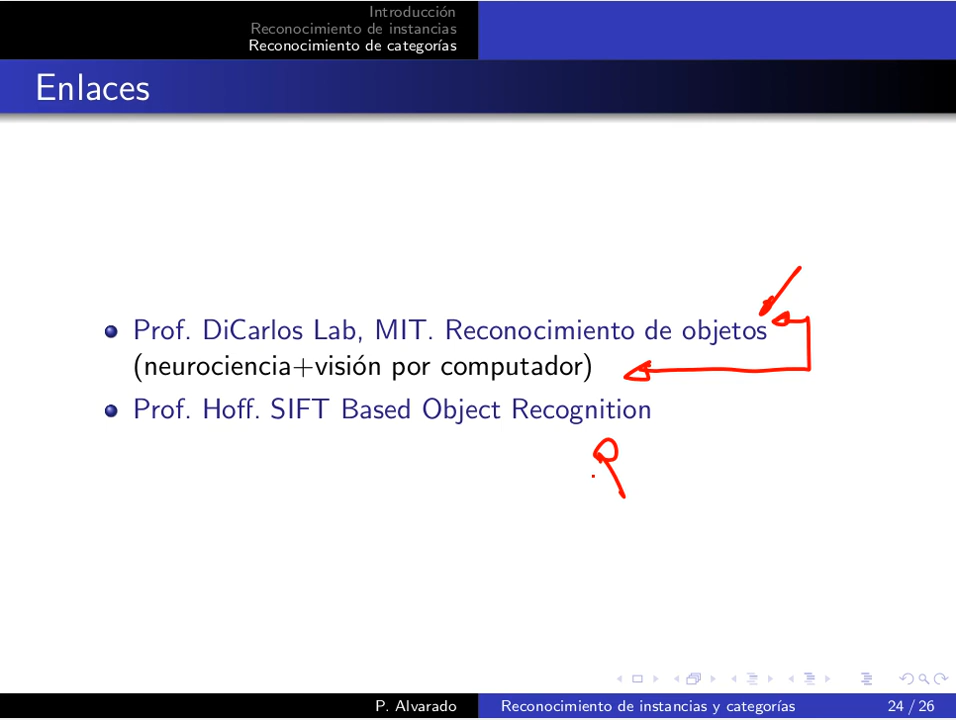 Introducción
Reconocimiento de instancias
Reconocimiento de categorías
Enlaces
Prof. DiCarlos Lab, MIT. Reconocimiento de objetos
(neurociencia+visión por computador)
Prof. Hoff. SIFT Based Object Recognition
P. Alvarado Reconocimiento de instancias y categorías 24 / 26